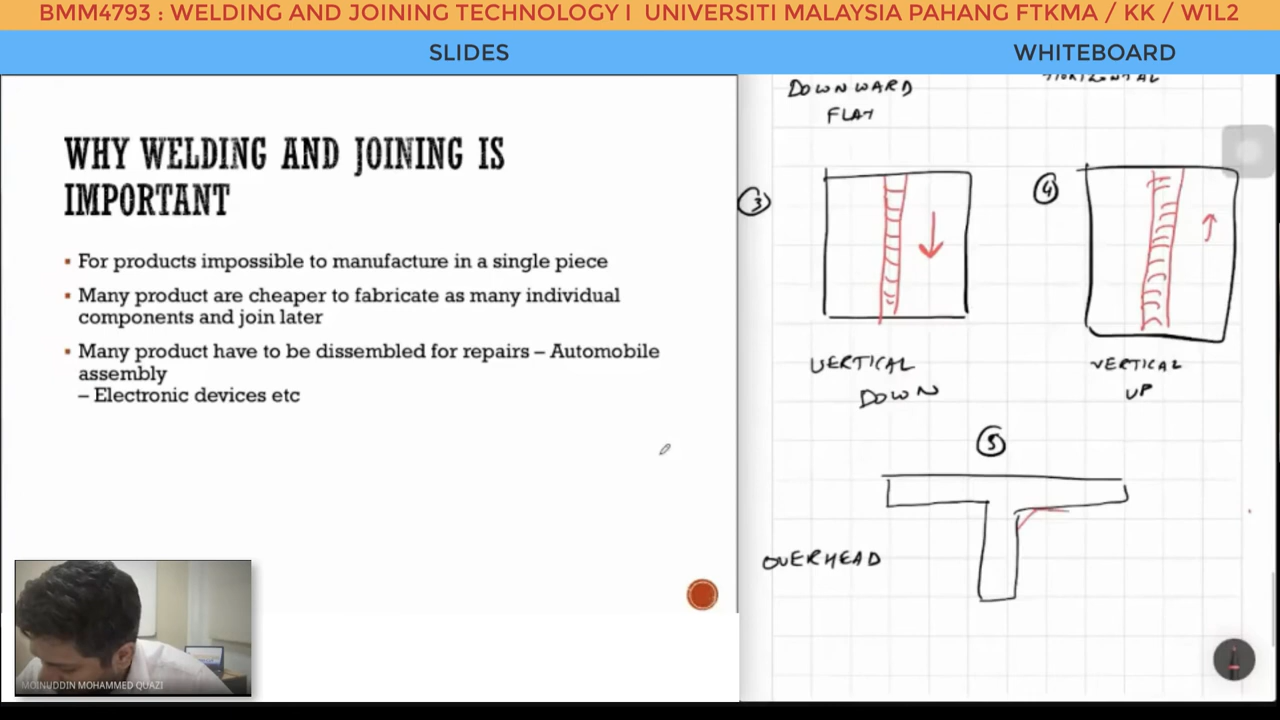 BMM4793 : WELDING AND JOINING TECHNOLOGY I UNIVERSITI MALAYSIA PAHANG FTKMA / KK / W1L2
SLIDES
WHITEBOARD
WHY WELDING AND JOINING IS
IMPORTANT
▪ For products impossible to manufacture in a single piece
▪ Many product are cheaper to fabricate as many individual
components and join later
▪ Many product have to be dissembled for repairs – Automobile
assembly
– Electronic devices etc
MOINUDDIN MOHAMMED QUAZI
DOWNWARD
FLAT
HORIZONTAL
3
4
VERTICAL
DOWN
VERTICAL
UP
5
OVERHEAD